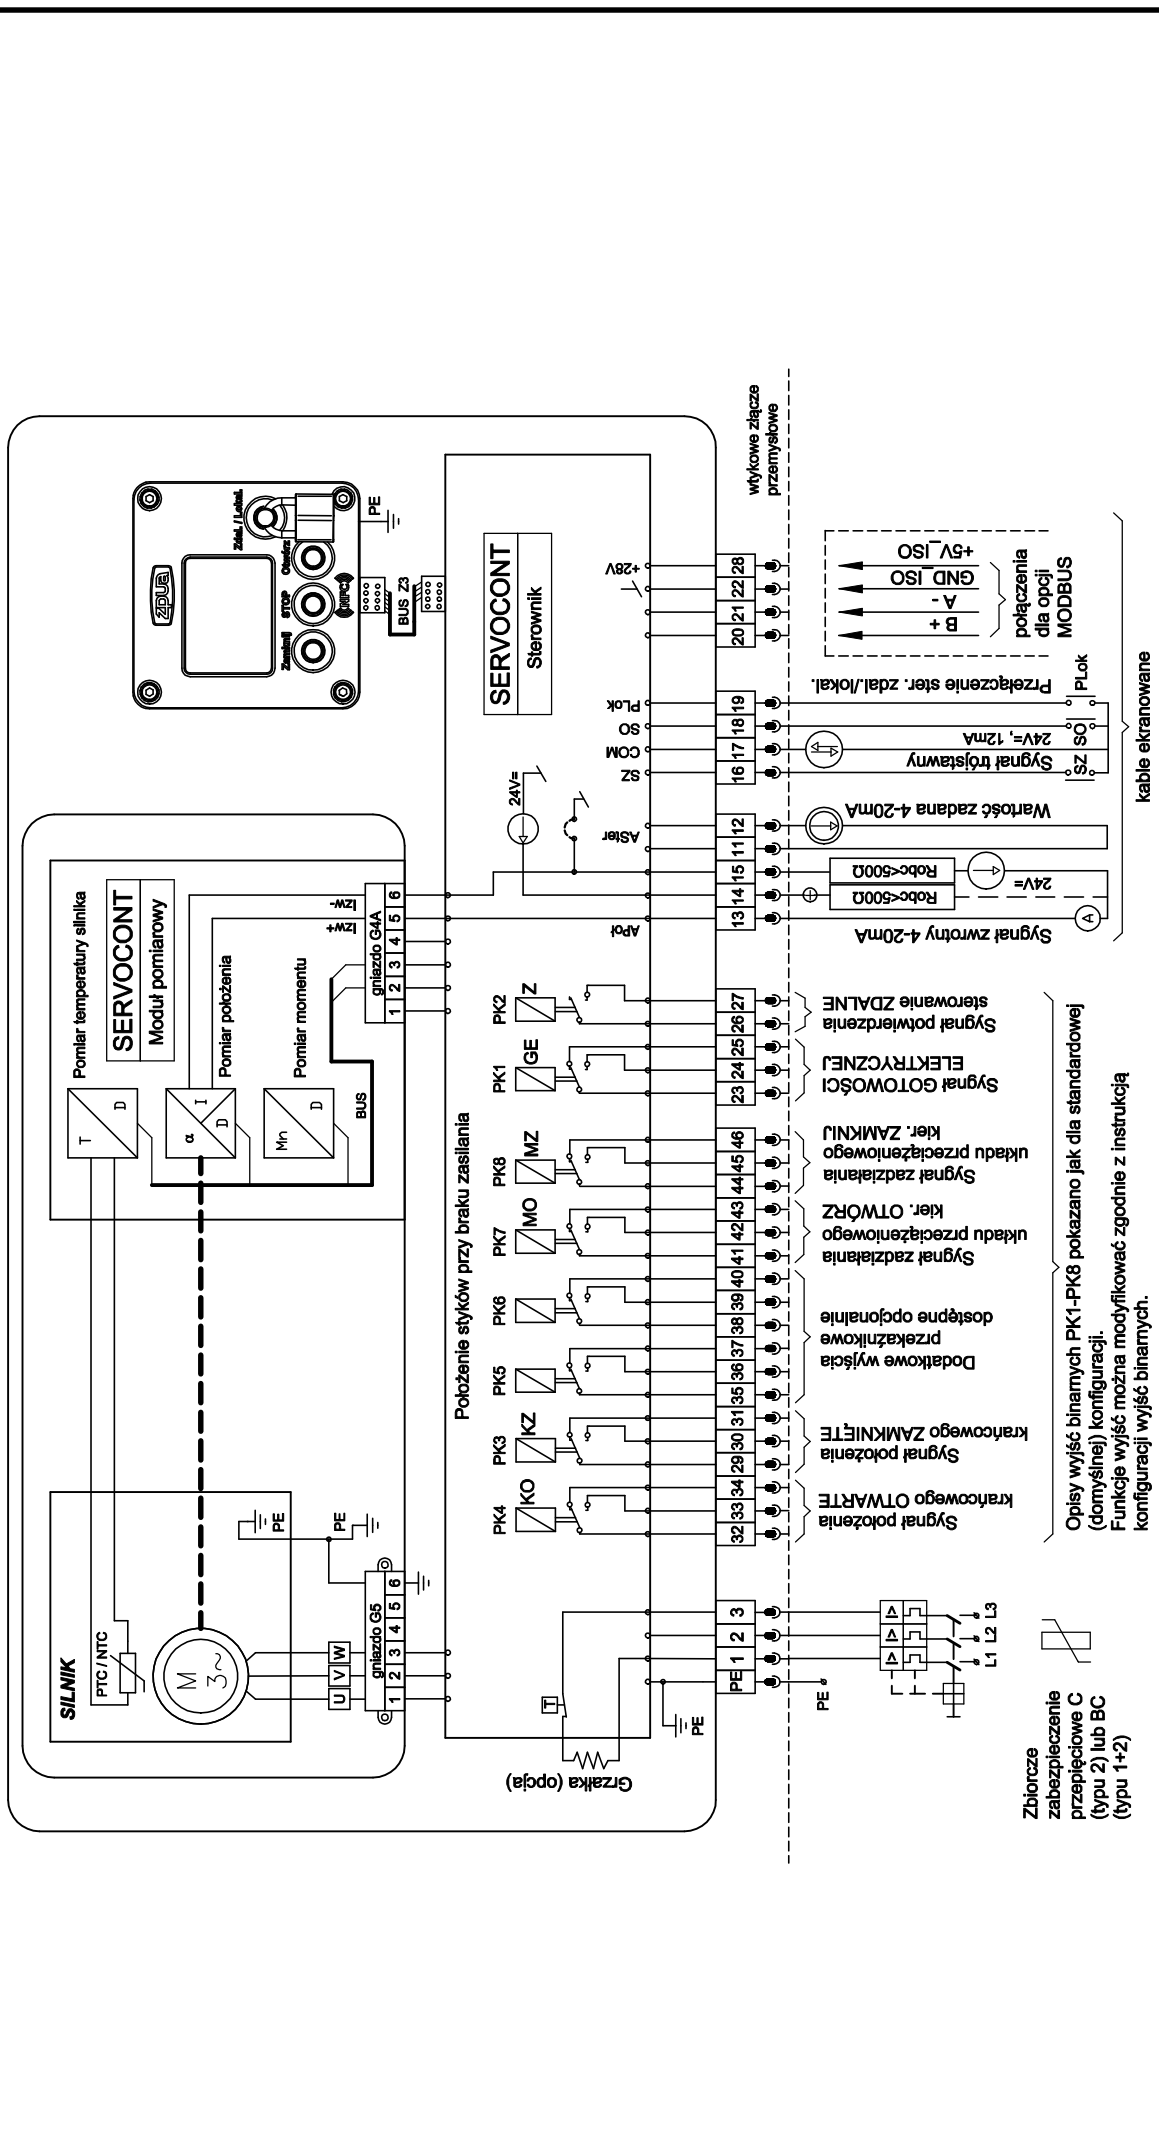 SILNIK
PTC / NTC
M
3~
U
V
W
gniazdo G5
1 2 3 4 5 6
PE
PE
Pomiar temperatury silnika
SERVOCONT
Moduł pomiarowy
Pomiar położenia
Pomiar momentu
T
D
α
I
D
Mn
D
BUS
Izw-
Izw+
gniazdo G4A
1 2 3 4 5 6
ZPUA
Zdal. / Lokal.
Otwórz
STOP
Zamknij
NFC
PE
BUS Z3
SERVOCONT
Sterownik
Położenie styków przy braku zasilania
PK4
KO
PK3
KZ
PK5
PK6
PK7
MO
PK8
MZ
PK1
GE
PK2
Z
24V=
APoł
ASter
SZ
COM
SO
PLok
+28V
T
Grzałka (opcja)
PE
PE 1 2 3
32 33 34
29 30 31
35 36 37
38 39 40
41 42 43
44 45 46
23 24 25
26 27
13 14 15
11 12
16 17 18 19
20 21 22 28
wtykowe złącze
przemysłowe
PE
L1
L2
L3
Sygnał położenia
krańcowego OTWARTE
Sygnał położenia
krańcowego ZAMKNIĘTE
Dodatkowe wyjścia
przekaźnikowe
dostępne opcjonalnie
Sygnał zadziałania
układu przeciążeniowego
kier. OTWÓRZ
Sygnał zadziałania
układu przeciążeniowego
kier. ZAMKNIJ
Sygnał GOTOWOŚCI
ELEKTRYCZNEJ
Sygnał potwierdzenia
sterowanie ZDALNE
Sygnał zwrotny 4-20mA
A
Robc<500Ω
Robc<500Ω
24V=
Wartość zadana 4-20mA
Sygnał trójstawny
24V=, 12mA
SZ
SO
PLok
Przełączenie ster. zdal./lokal.
B +
A -
GND_ISO
+5V_ISO
połączenia
dla opcji
MODBUS
kable ekranowane
Opisy wyjść binarnych PK1-PK8 pokazano jak dla standardowej
(domyślnej) konfiguracji.
Funkcje wyjść można modyfikować zgodnie z instrukcją
konfiguracji wyjść binarnych.
Zbiorcze
zabezpieczenie
przepięciowe C
(typu 2) lub BC
(typu 1+2)